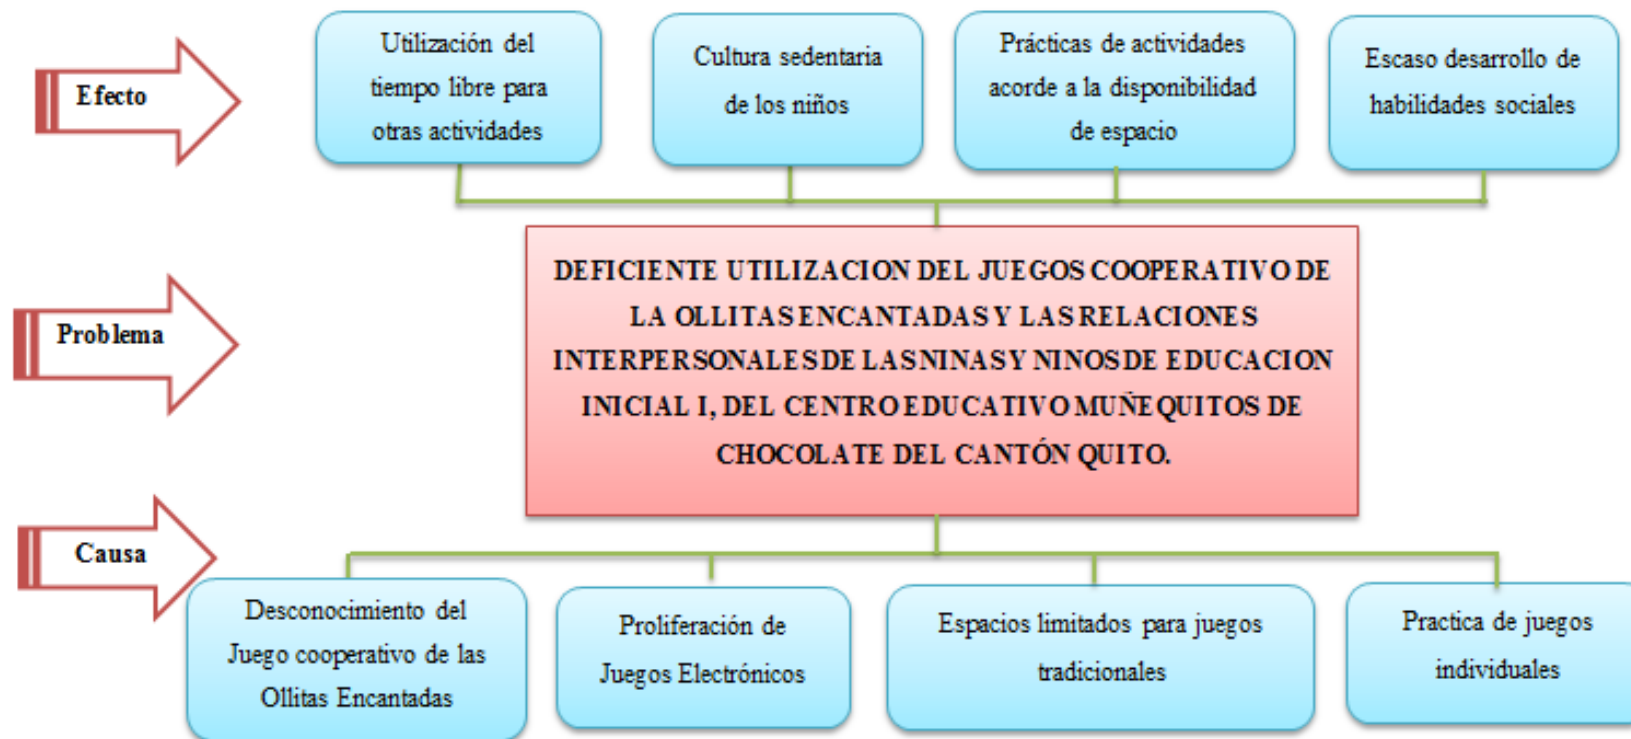 Efecto
Utilización del
tiempo libre para
otras actividades
Cultura sedentaria
de los niños
Prácticas de actividades
acorde a la disponibilidad
de espacio
Escaso desarrollo de
habilidades sociales
Problema
DEFICIENTE UTILIZACION DEL JUEGOS COOPERATIVO DE
LA OLLITAS ENCANTADAS Y LAS RELACIONES
INTERPERSONALES DE LAS NINAS Y NINOS DE EDUCACION
INICIAL I, DEL CENTRO EDUCATIVO MUÑEQUITOS DE
CHOCOLATE DEL CANTÓN QUITO.
Causa
Desconocimiento del
Juego cooperativo de las
Ollitas Encantadas
Proliferación de
Juegos Electrónicos
Espacios limitados para juegos
tradicionales
Practica de juegos
individuales